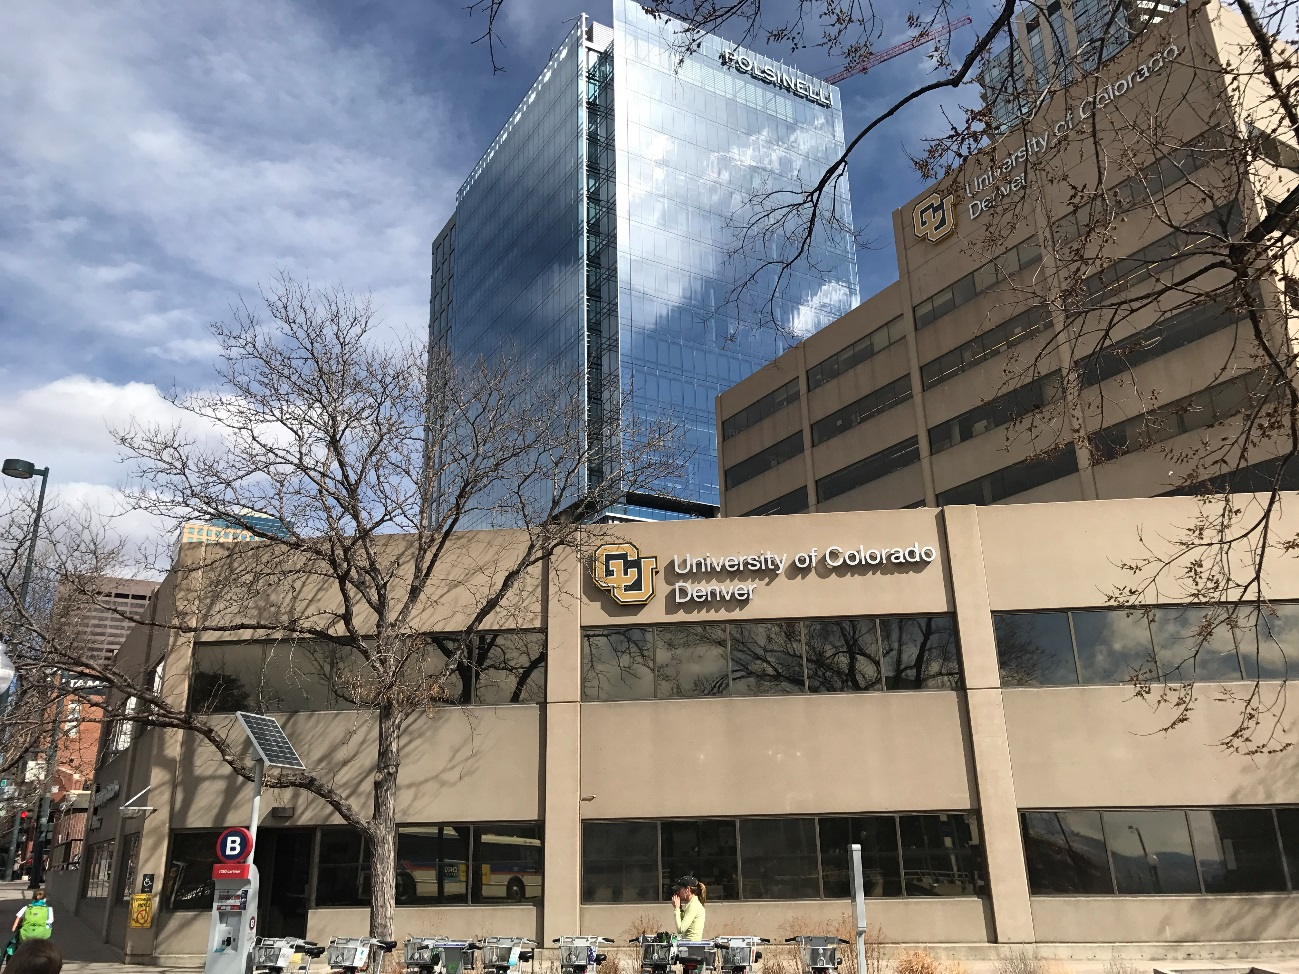 POLSINELLI
CU
University of Colorado
Denver
CU
University of Colorado
Denver
B